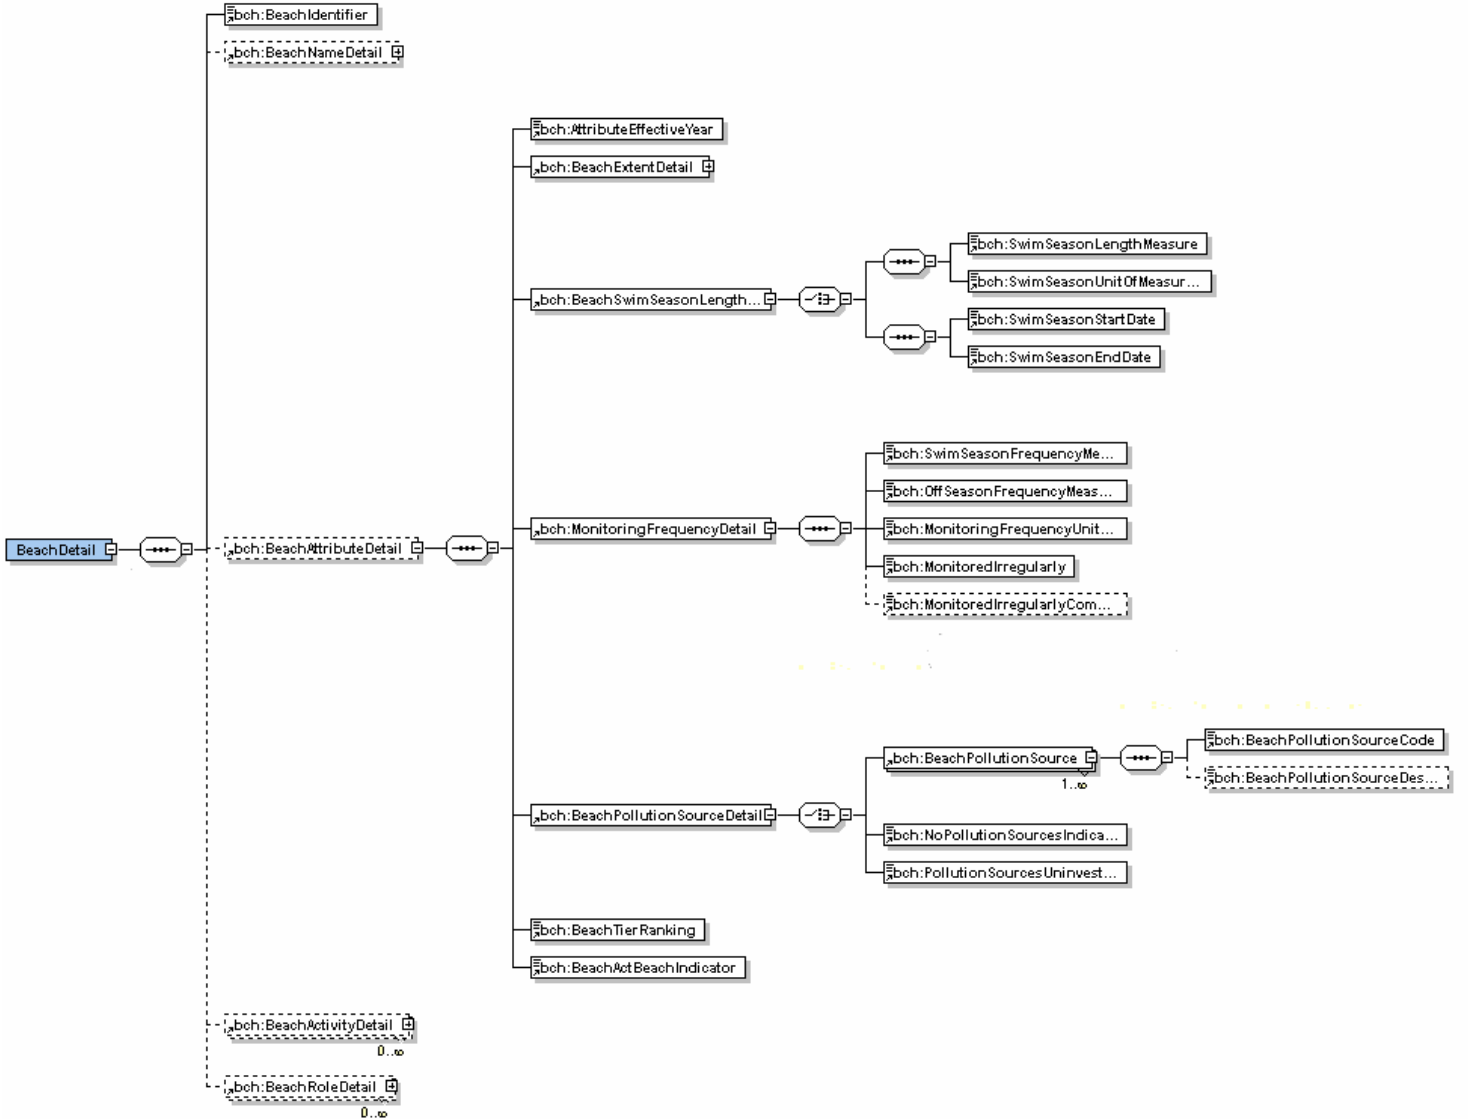 bch:BeachIdentifier
bch:BeachNameDetail
bch:AttributeEffectiveYear
bch:BeachExtentDetail
bch:SwimSeasonLengthMeasure
bch:SwimSeasonUnitOfMeasur...
bch:BeachSwimSeasonLength...
bch:SwimSeasonStartDate
bch:SwimSeasonEndDate
bch:SwimSeasonFrequencyMe...
bch:OffSeasonFrequencyMeas...
bch:MonitoringFrequencyDetail
bch:MonitoringFrequencyUnit...
BeachDetail
bch:BeachAttributeDetail
bch:MonitoredIrregularly
bch:MonitoredIrregularlyCom...
bch:BeachPollutionSourceCode
bch:BeachPollutionSource
bch:BeachPollutionSourceDes...
1..∞
bch:BeachPollutionSourceDetail
bch:NoPollutionSourcesIndica...
bch:PollutionSourcesUninvest...
bch:BeachTierRanking
bch:BeachActBeachIndicator
bch:BeachActivityDetail
0..∞
bch:BeachRoleDetail
0..∞